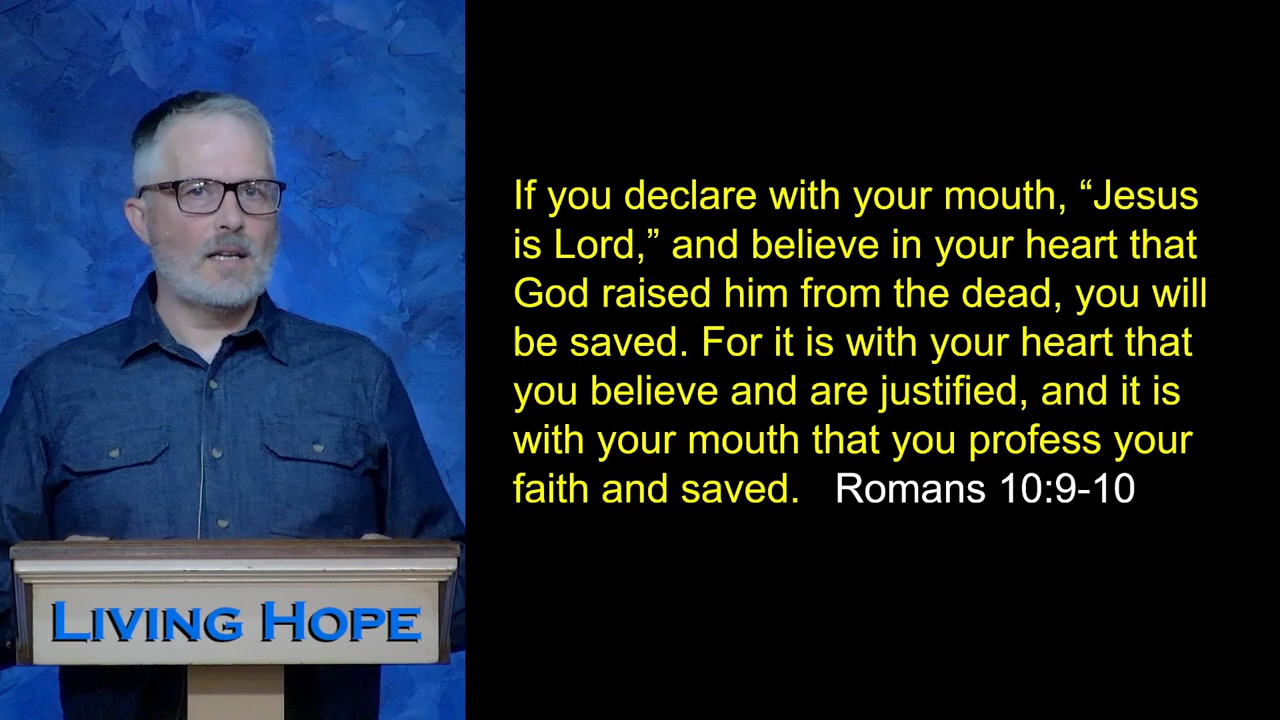 LIVING HOPE
If you declare with your mouth, “Jesus
is Lord,” and believe in your heart that
God raised him from the dead, you will
be saved. For it is with your heart that
you believe and are justified, and it is
with your mouth that you profess your
faith and saved. Romans 10:9-10